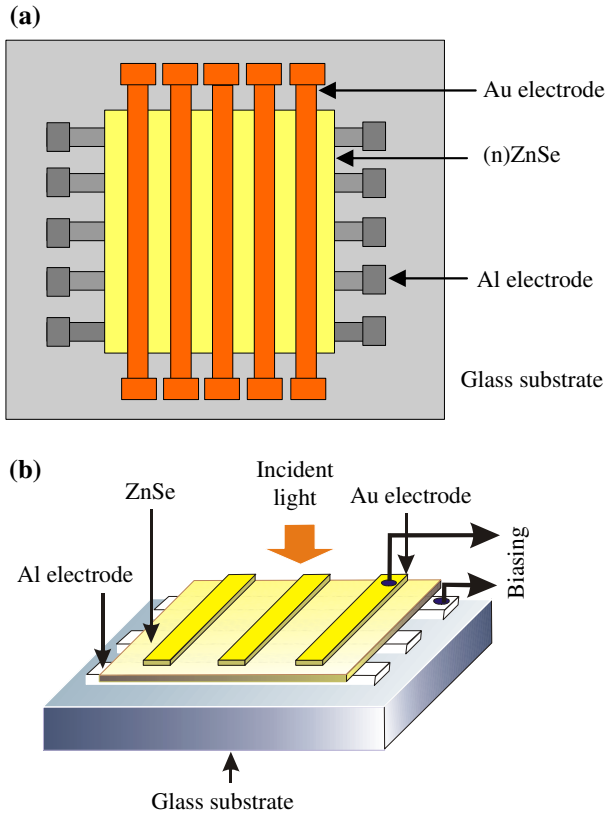 (a)
Au electrode
(n)ZnSe
Al electrode
Glass substrate
(b)
Incident
light
ZnSe
Au electrode
Al electrode
Biasing
Glass substrate